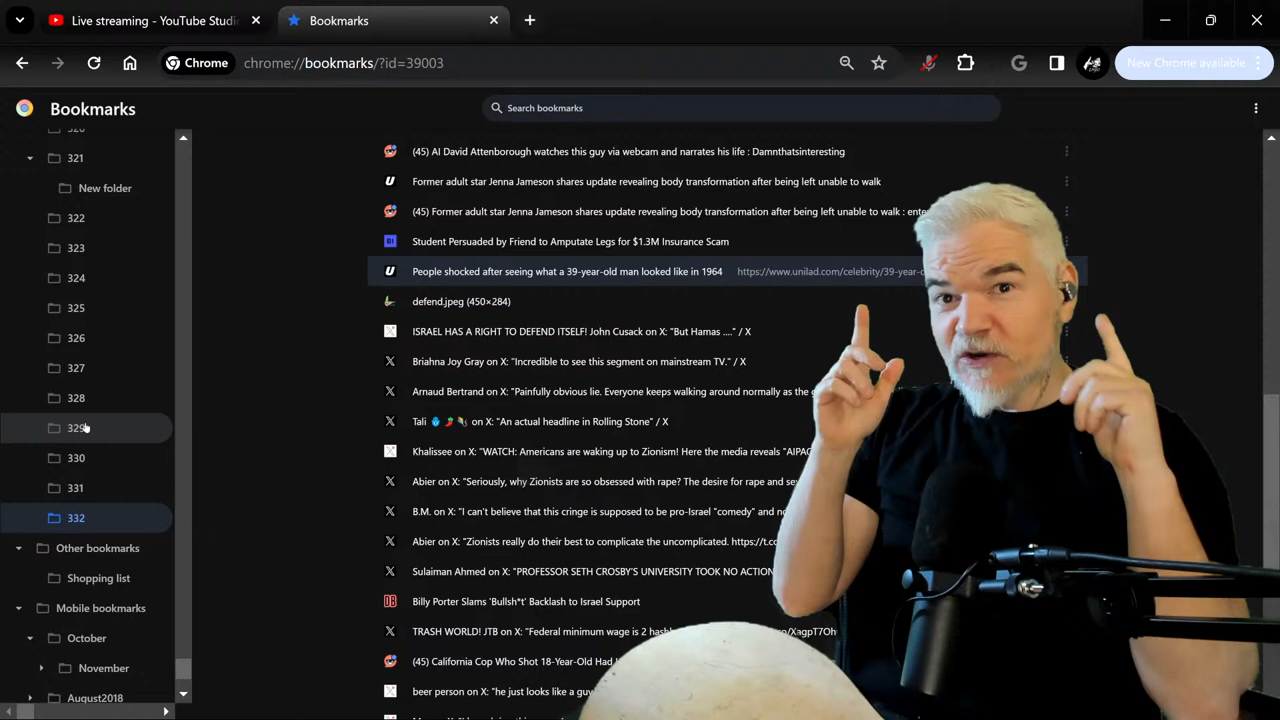 Live streaming - YouTube Studi
Bookmarks
Chrome
chrome://bookmarks/?id=39003
New Chrome available
Bookmarks
Search bookmarks
321
New folder
322
323
324
325
326
327
328
329
330
331
332
Other bookmarks
Shopping list
Mobile bookmarks
October
November
August2018
(45) AI David Attenborough watches this guy via webcam and narrates his life : Damnthatsinteresting
Former adult star Jenna Jameson shares update revealing body transformation after being left unable to walk
(45) Former adult star Jenna Jameson shares update revealing body transformation after being left unable to walk : ente
Student Persuaded by Friend to Amputate Legs for $1.3M Insurance Scam
People shocked after seeing what a 39-year-old man looked like in 1964 https://www.unilad.com/celebrity/39-year-o
defend.jpeg (450×284)
ISRAEL HAS A RIGHT TO DEFEND ITSELF! John Cusack on X: "But Hamas ...." / X
Briahna Joy Gray on X: "Incredible to see this segment on mainstream TV." / X
Arnaud Bertrand on X: "Painfully obvious lie. Everyone keeps walking around normally as the g
Tali 🧿🌶️🪬 on X: "An actual headline in Rolling Stone" / X
Khalissee on X: "WATCH: Americans are waking up to Zionism! Here the media reveals "AIPAC
Abier on X: "Seriously, why Zionists are so obsessed with rape? The desire for rape and se
B.M. on X: "I can't believe that this cringe is supposed to be pro-Israel "comedy" and no
Abier on X: "Zionists really do their best to complicate the uncomplicated. https://t.co
Sulaiman Ahmed on X: "PROFESSOR SETH CROSBY'S UNIVERSITY TOOK NO ACTION
Billy Porter Slams 'Bullsh*t' Backlash to Israel Support
TRASH WORLD! JTB on X: "Federal minimum wage is 2 hash
/XagpT7Oh
(45) California Cop Who Shot 18-Year-Old Had
beer person on X: "he just looks like a guy